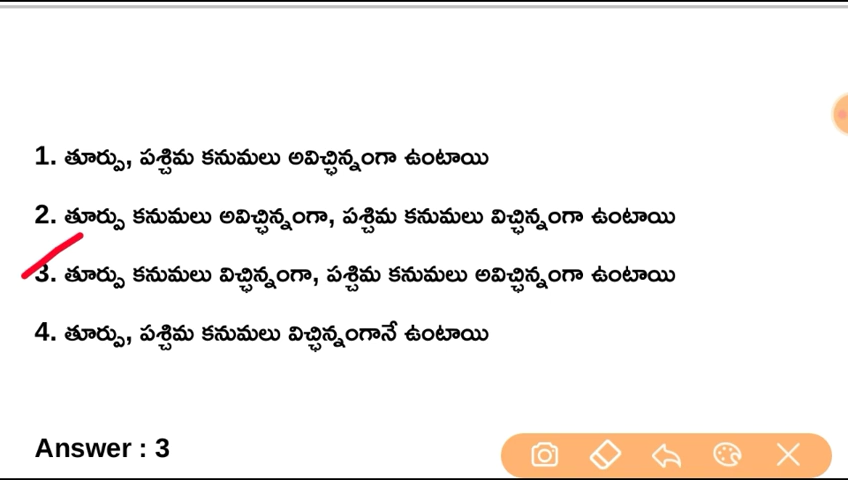 1. తూర్పు, పశ్చిమ కనుమలు అవిచ్ఛిన్నంగా ఉంటాయి
2. తూర్పు కనుమలు అవిచ్ఛిన్నంగా, పశ్చిమ కనుమలు విచ్ఛిన్నంగా ఉంటాయి
3. తూర్పు కనుమలు విచ్ఛిన్నంగా, పశ్చిమ కనుమలు అవిచ్ఛిన్నంగా ఉంటాయి
4. తూర్పు, పశ్చిమ కనుమలు విచ్ఛిన్నంగానే ఉంటాయి
Answer : 3